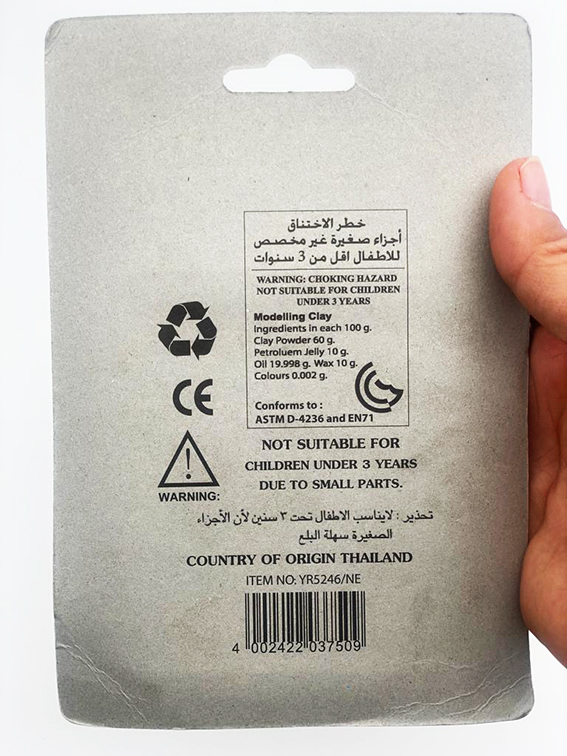 خطر الاختناق
أجزاء صغيرة غير مخصص
للاطفال اقل من 3 سنوات
WARNING: CHOKING HAZARD
NOT SUITABLE FOR CHILDREN
UNDER 3 YEARS
Modelling Clay
Ingredients in each 100 g.
Clay Powder 60 g.
Petroluem Jelly 10 g.
Oil 19.998 g. Wax 10 g.
Colours 0.002 g.
Conforms to :
ASTM D-4236 and EN71
CE
WARNING:
NOT SUITABLE FOR
CHILDREN UNDER 3 YEARS
DUE TO SMALL PARTS.
تحذير : لايناسب الاطفال تحت ٣ سنين لأن الأجزاء
الصغيرة سهلة البلع
COUNTRY OF ORIGIN THAILAND
ITEM NO: YR5246/NE
4 002422 037509